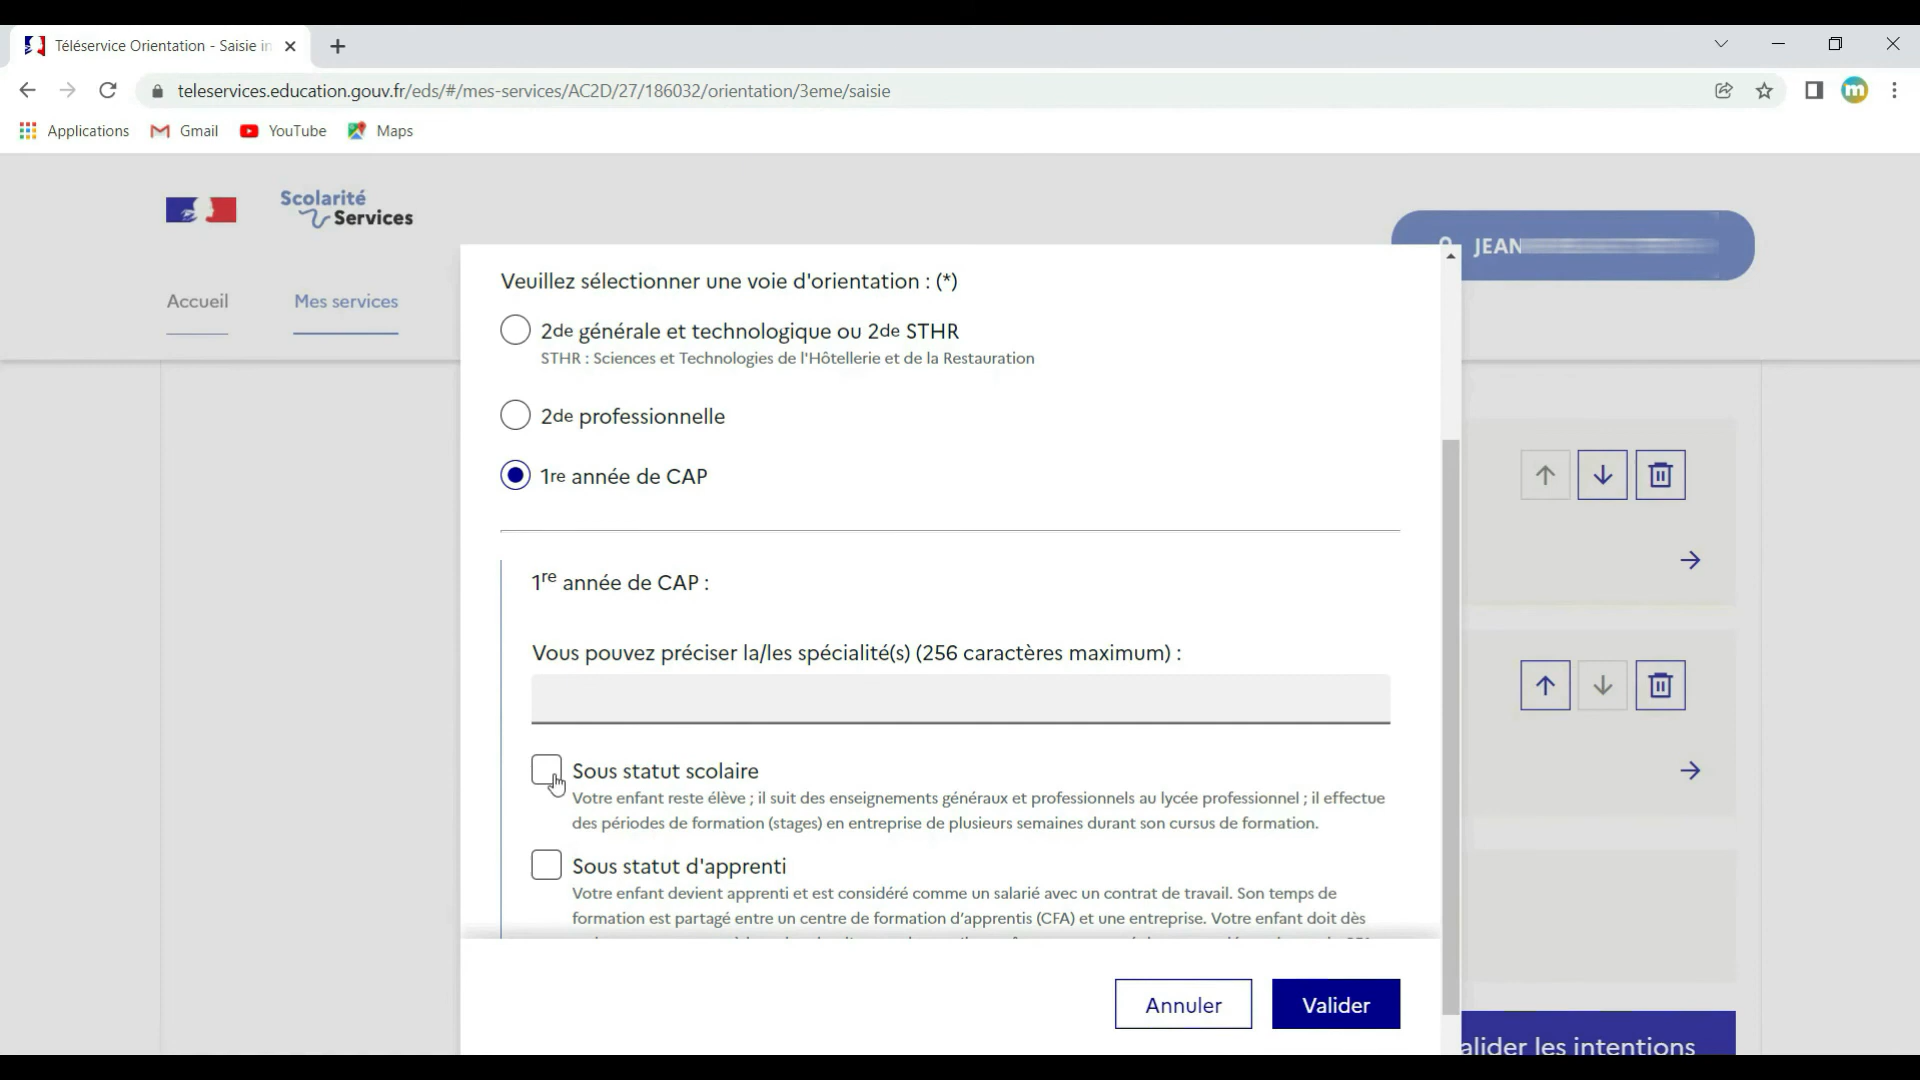 Téléservice Orientation - Saisie in
teleservices.education.gouv.fr/eds/#/mes-services/AC2D/27/186032/orientation/3eme/saisie
m
Applications
Gmail
YouTube
Maps
Scolarité
Services
JEAN
Accueil
Mes services
Veuillez sélectionner une voie d'orientation : (*)
2de générale et technologique ou 2de STHR
STHR : Sciences et Technologies de l'Hôtellerie et de la Restauration
2de professionnelle
1re année de CAP
1re année de CAP :
Vous pouvez préciser la/les spécialité(s) (256 caractères maximum) :
Sous statut scolaire
Votre enfant reste élève ; il suit des enseignements généraux et professionnels au lycée professionnel ; il effectue
des périodes de formation (stages) en entreprise de plusieurs semaines durant son cursus de formation.
Sous statut d'apprenti
Votre enfant devient apprenti et est considéré comme un salarié avec un contrat de travail. Son temps de
formation est partagé entre un centre de formation d'apprentis (CFA) et une entreprise. Votre enfant doit dès
Annuler
Valider
alider les intentions